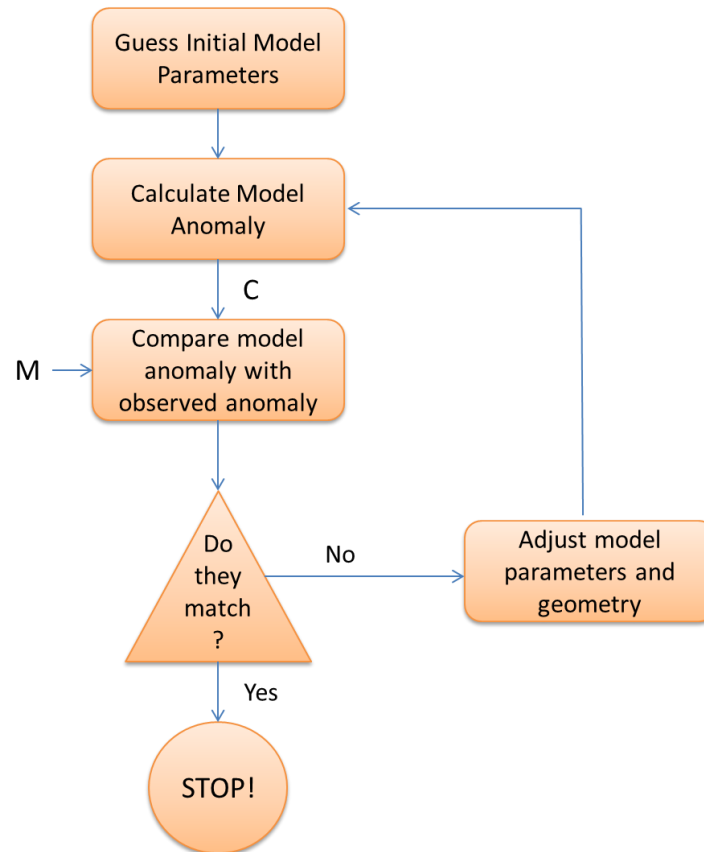 Guess Initial Model
Parameters
Calculate Model
Anomaly
C
M
Compare model
anomaly with
observed anomaly
Do
they
match
?
No
Adjust model
parameters and
geometry
Yes
STOP!